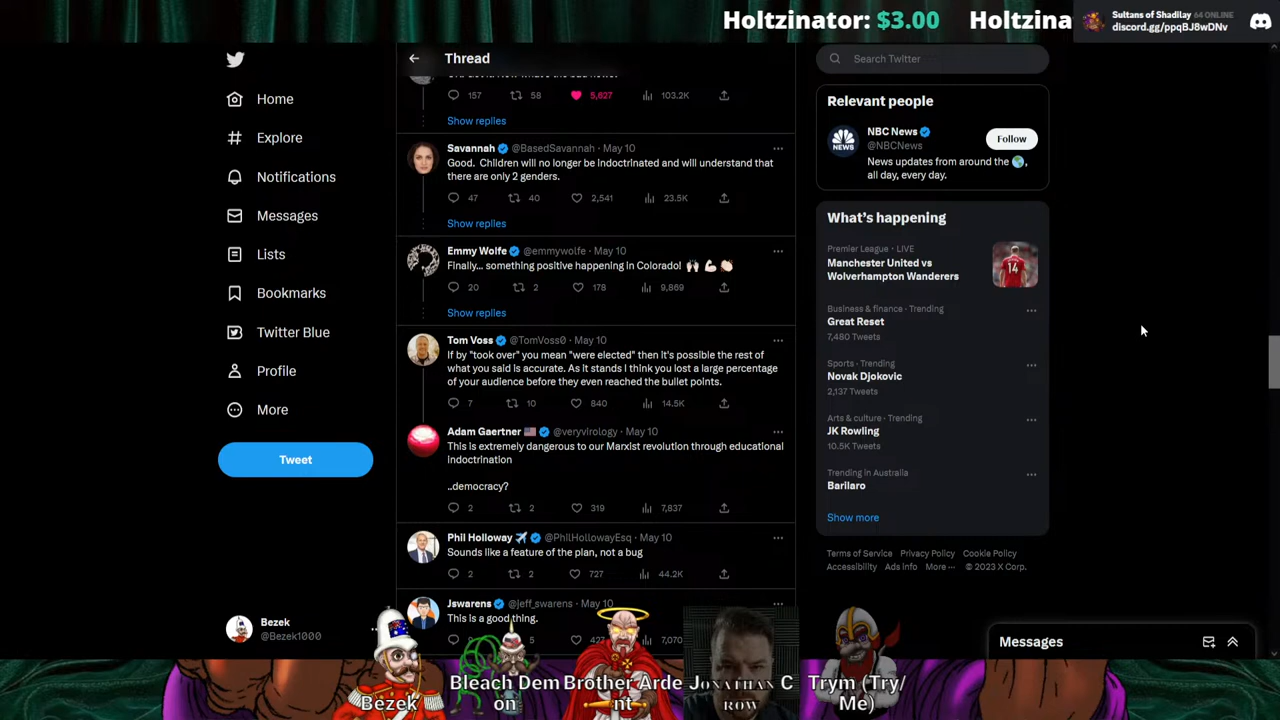 Holtzinator: $3.00 Holtzina
Sultans of Shadilay 64 ONLINE
discord.gg/ppqBJ8wDNv
Home
Explore
Notifications
Messages
Lists
Bookmarks
Twitter Blue
Profile
More
Tweet
Bezek
@Bezek1000
Thread
157 58 5,627 103.2K
Show replies
Savannah @BasedSavannah · May 10
Good. Children will no longer be indoctrinated and will understand that
there are only 2 genders.
47 40 2,541 23.5K
Show replies
Emmy Wolfe @emmywolfe · May 10
Finally... something positive happening in Colorado! 🙌 💪 👏
20 2 178 9,869
Show replies
Tom Voss @TomVoss0 · May 10
If by "took over" you mean "were elected" then it's possible the rest of
what you said is accurate. As it stands I think you lost a large percentage
of your audience before they even reached the bullet points.
7 10 840 14.5K
Adam Gaertner 🇺🇸 @veryvirology · May 10
This is extremely dangerous to our Marxist revolution through educational
indoctrination
..democracy?
2 2 319 7,837
Phil Holloway ✈️ @PhilHollowayEsq · May 10
Sounds like a feature of the plan, not a bug
2 2 727 44.2K
Jswarens @jeff_swarens · May 10
This is a good thing.
5 7,070
Search Twitter
Relevant people
NEWS
NBC News
@NBCNews
Follow
News updates from around the 🌎,
all day, every day.
What's happening
Premier League · LIVE
Manchester United vs
Wolverhampton Wanderers
14
Business & finance · Trending
Great Reset
7,480 Tweets
Sports · Trending
Novak Djokovic
2,137 Tweets
Arts & culture · Trending
JK Rowling
10.5K Tweets
Trending in Australia
Barilaro
Show more
Terms of Service Privacy Policy Cookie Policy
Accessibility Ads info More ··· © 2023 X Corp.
Messages
Bezek
Bleach Dem
on
Brother Arde
nt
Jonathan C
row
Trym (Try/
Me)